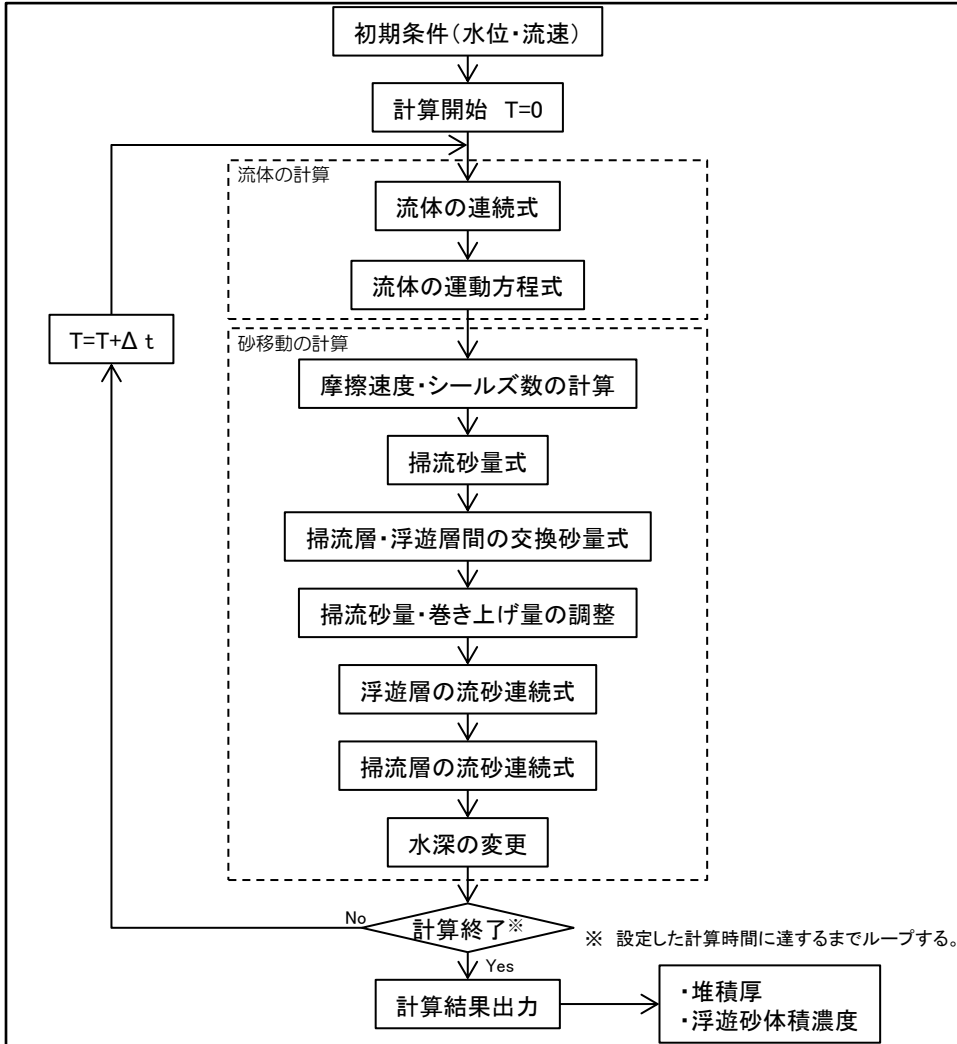 初期条件(水位・流速)
計算開始 T=0
流体の計算
流体の連続式
流体の運動方程式
T=T+Δt
砂移動の計算
摩擦速度・シールズ数の計算
掃流砂量式
掃流層・浮遊層間の交換砂量式
掃流砂量・巻き上げ量の調整
浮遊層の流砂連続式
掃流層の流砂連続式
水深の変更
No
計算終了※
※ 設定した計算時間に達するまでループする。
Yes
計算結果出力
・堆積厚
・浮遊砂体積濃度